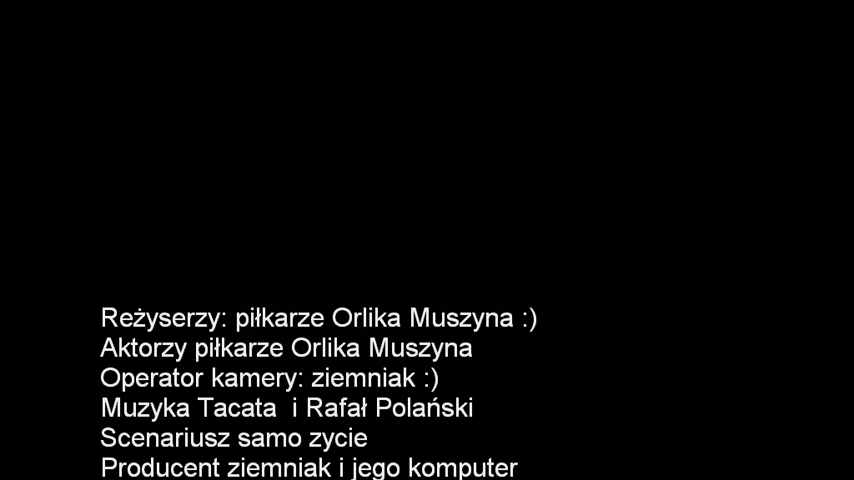 Reżyserzy: piłkarze Orlika Muszyna :)
Aktorzy piłkarze Orlika Muszyna
Operator kamery: ziemniak :)
Muzyka Tacata  i Rafał Polański
Scenariusz samo zycie
Producent ziemniak i jego komputer